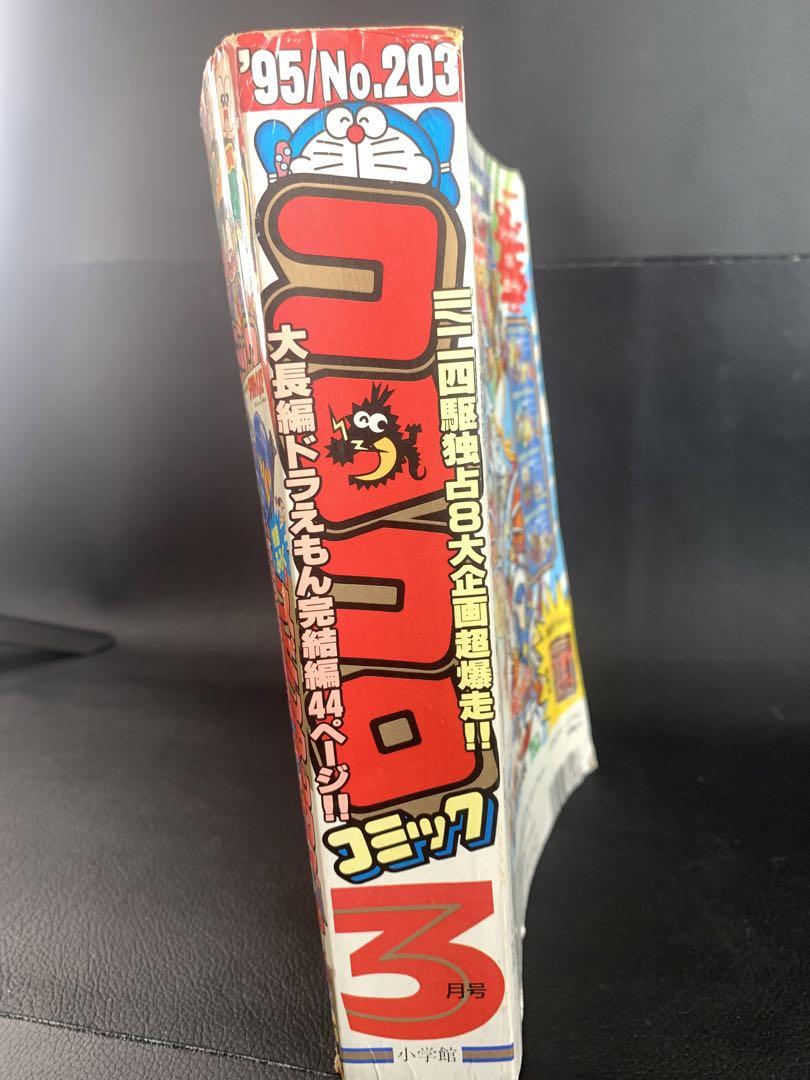 '95/No.203
コロコロ
ミニ四駆独占8大企画超爆走!!
大長編ドラえもん完結編44ページ!!
コミック
3
月号
小学館